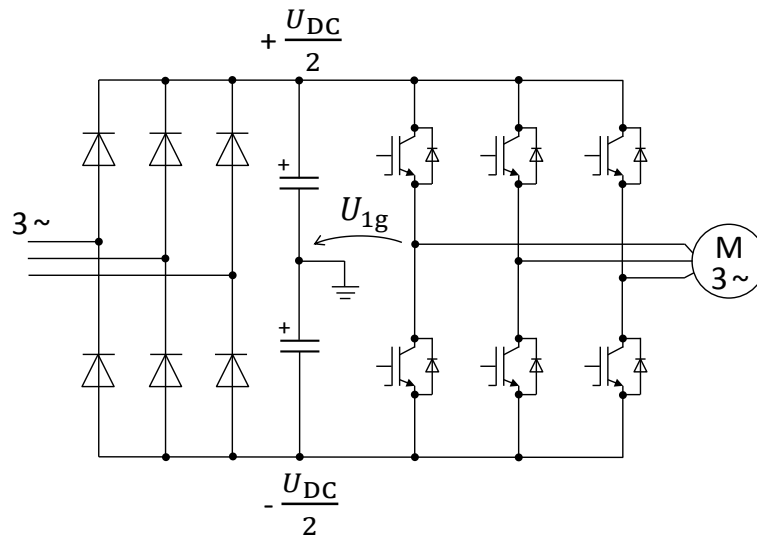 + U_DC/2
+
3~
U_1g
M
3~
+
- U_DC/2